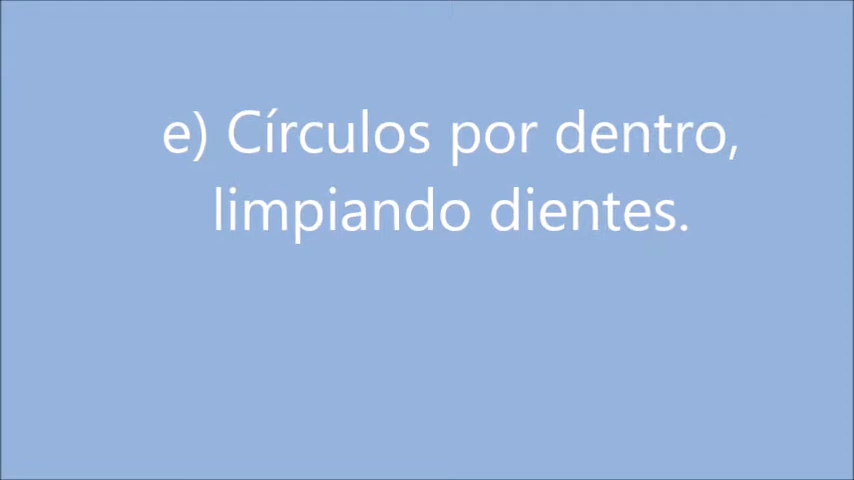 e) Círculos por dentro,
limpiando dientes.